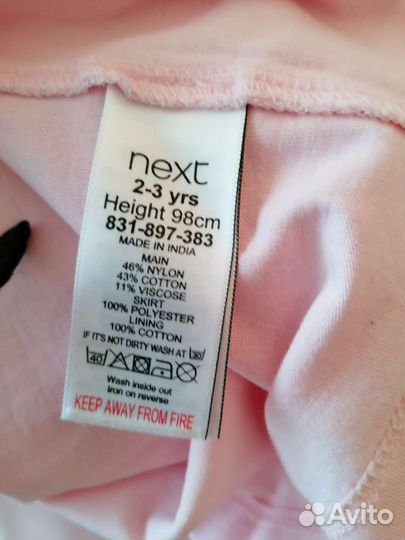 next
2-3 yrs
Height 98cm
831-897-383
MADE IN INDIA
MAIN
46% NYLON
43% COTTON
11% VISCOSE
SKIRT
100% POLYESTER
LINING
100% COTTON
IF IT'S NOT DIRTY WASH AT 30
40
Wash inside out
iron on reverse
KEEP AWAY FROM FIRE
Avito